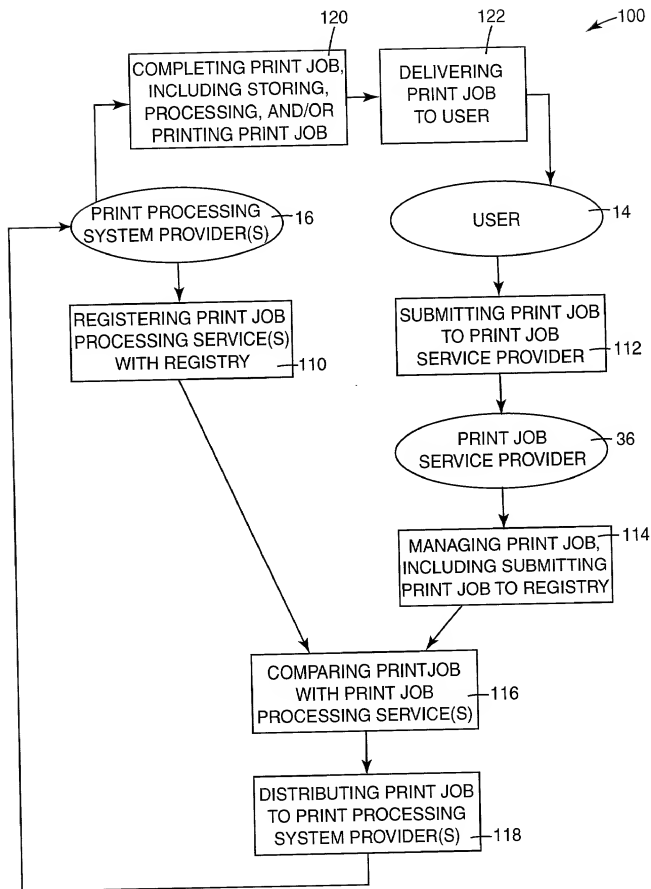 100
120
COMPLETING PRINT JOB,
INCLUDING STORING,
PROCESSING, AND/OR
PRINTING PRINT JOB
122
DELIVERING
PRINT JOB
TO USER
PRINT PROCESSING
SYSTEM PROVIDER(S)
16
USER
14
REGISTERING PRINT JOB
PROCESSING SERVICE(S)
WITH REGISTRY
110
SUBMITTING PRINT JOB
TO PRINT JOB
SERVICE PROVIDER
112
PRINT JOB
SERVICE PROVIDER
36
MANAGING PRINT JOB,
INCLUDING SUBMITTING
PRINT JOB TO REGISTRY
114
COMPARING PRINTJOB
WITH PRINT JOB
PROCESSING SERVICE(S)
116
DISTRIBUTING PRINT JOB
TO PRINT PROCESSING
SYSTEM PROVIDER(S)
118